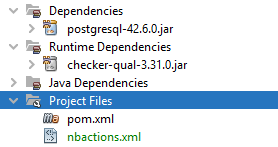 Dependencies
postgresql-42.6.0.jar
Runtime Dependencies
checker-qual-3.31.0.jar
Java Dependencies
Project Files
pom.xml
nbactions.xml